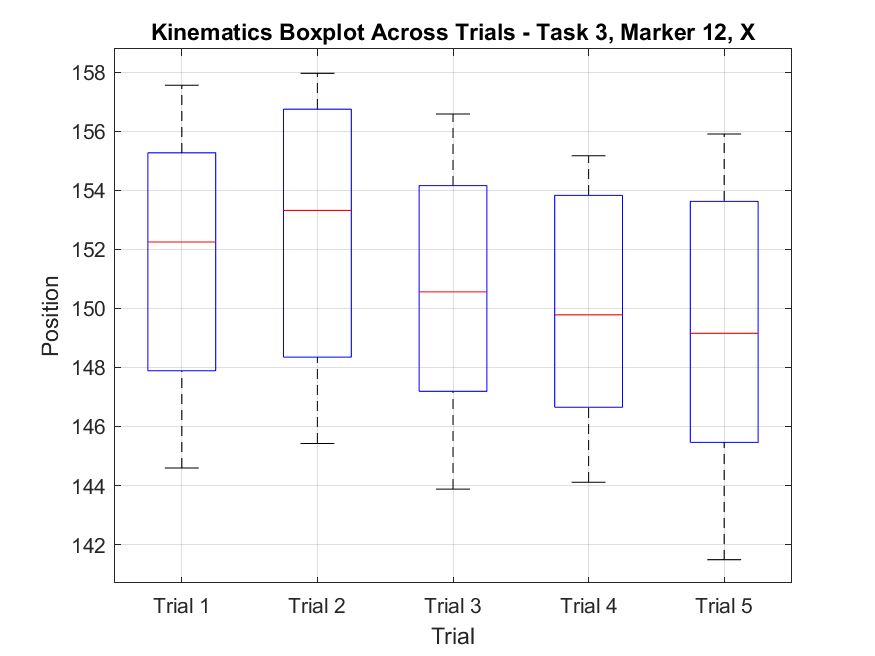 Kinematics Boxplot Across Trials - Task 3, Marker 12, X
158
156
154
152
150
148
146
144
142
Position
Trial 1 Trial 2 Trial 3 Trial 4 Trial 5
Trial